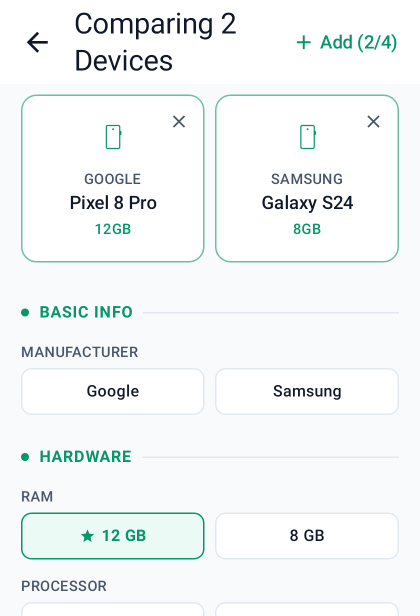 Comparing 2
Devices
Add (2/4)
GOOGLE
Pixel 8 Pro
12GB
SAMSUNG
Galaxy S24
8GB
BASIC INFO
MANUFACTURER
Google
Samsung
HARDWARE
RAM
12 GB
8 GB
PROCESSOR